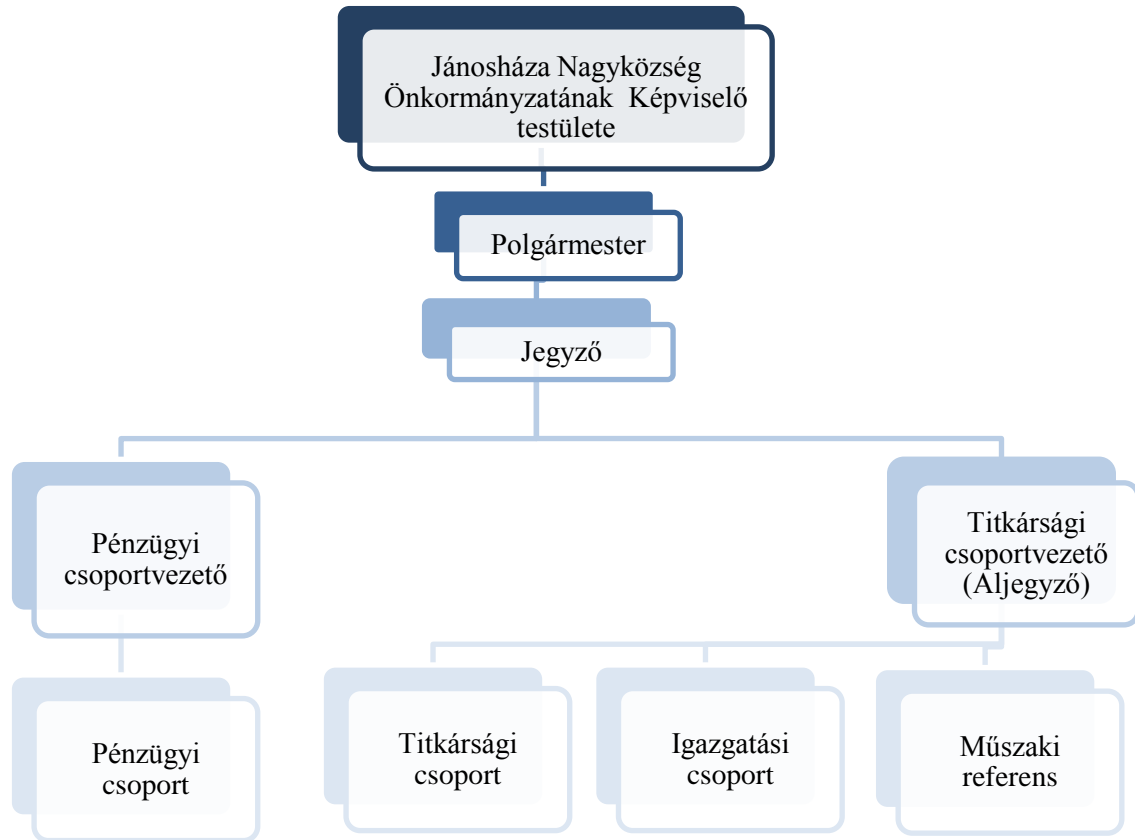 Jánosháza Nagyközség
Önkormányzatának Képviselő
testülete
Polgármester
Jegyző
Pénzügyi
csoportvezető
Titkársági
csoportvezető
(Aljegyző)
Pénzügyi
csoport
Titkársági
csoport
Igazgatási
csoport
Műszaki
referens